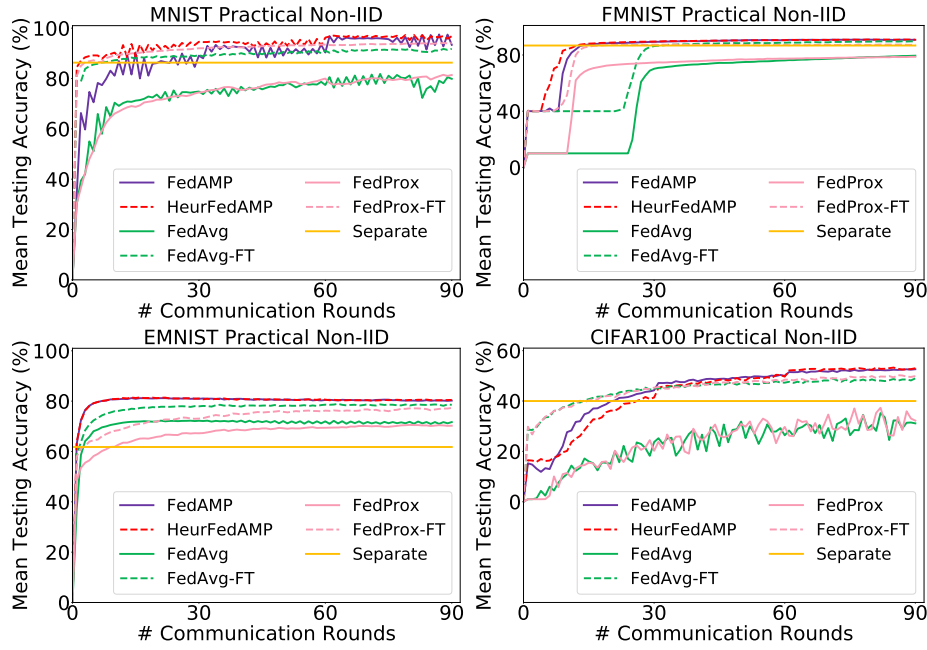 MNIST Practical Non-IID
Mean Testing Accuracy (%)
100
80
60
40
20
0
0 30 60 90
# Communication Rounds
FedAMP
HeurFedAMP
FedAvg
FedAvg-FT
FedProx
FedProx-FT
Separate
FMNIST Practical Non-IID
Mean Testing Accuracy (%)
80
40
0
0 30 60 90
# Communication Rounds
FedAMP
HeurFedAMP
FedAvg
FedAvg-FT
FedProx
FedProx-FT
Separate
EMNIST Practical Non-IID
Mean Testing Accuracy (%)
100
80
60
40
20
0
0 30 60 90
# Communication Rounds
FedAMP
HeurFedAMP
FedAvg
FedAvg-FT
FedProx
FedProx-FT
Separate
CIFAR100 Practical Non-IID
Mean Testing Accuracy (%)
60
40
20
0
0 30 60 90
# Communication Rounds
FedAMP
HeurFedAMP
FedAvg
FedAvg-FT
FedProx
FedProx-FT
Separate